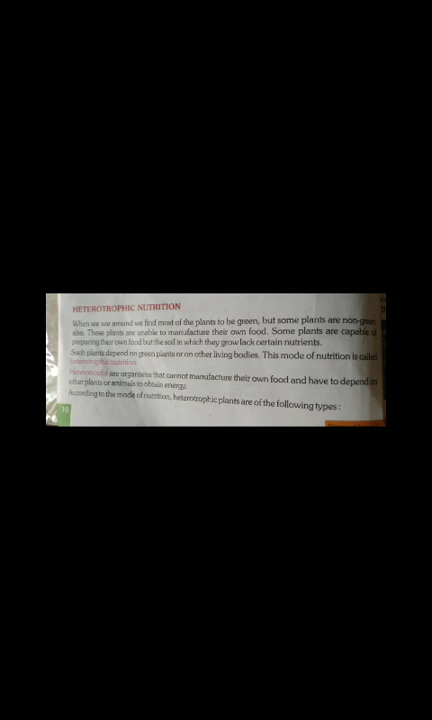 HETEROTROPHIC NUTRITION
When we see around we find most of the plants to be green, but some plants are non-green
also. These plants are unable to manufacture their own food. Some plants are capable of
preparing their own food but the soil in which they grow lack certain nutrients.
Such plants depend on green plants or on other living bodies. This mode of nutrition is called
heterotrophic nutrition.
Heterotrophs are organisms that cannot manufacture their own food and have to depend on
other plants or animals to obtain energy.
According to the mode of nutrition, heterotrophic plants are of the following types :
10